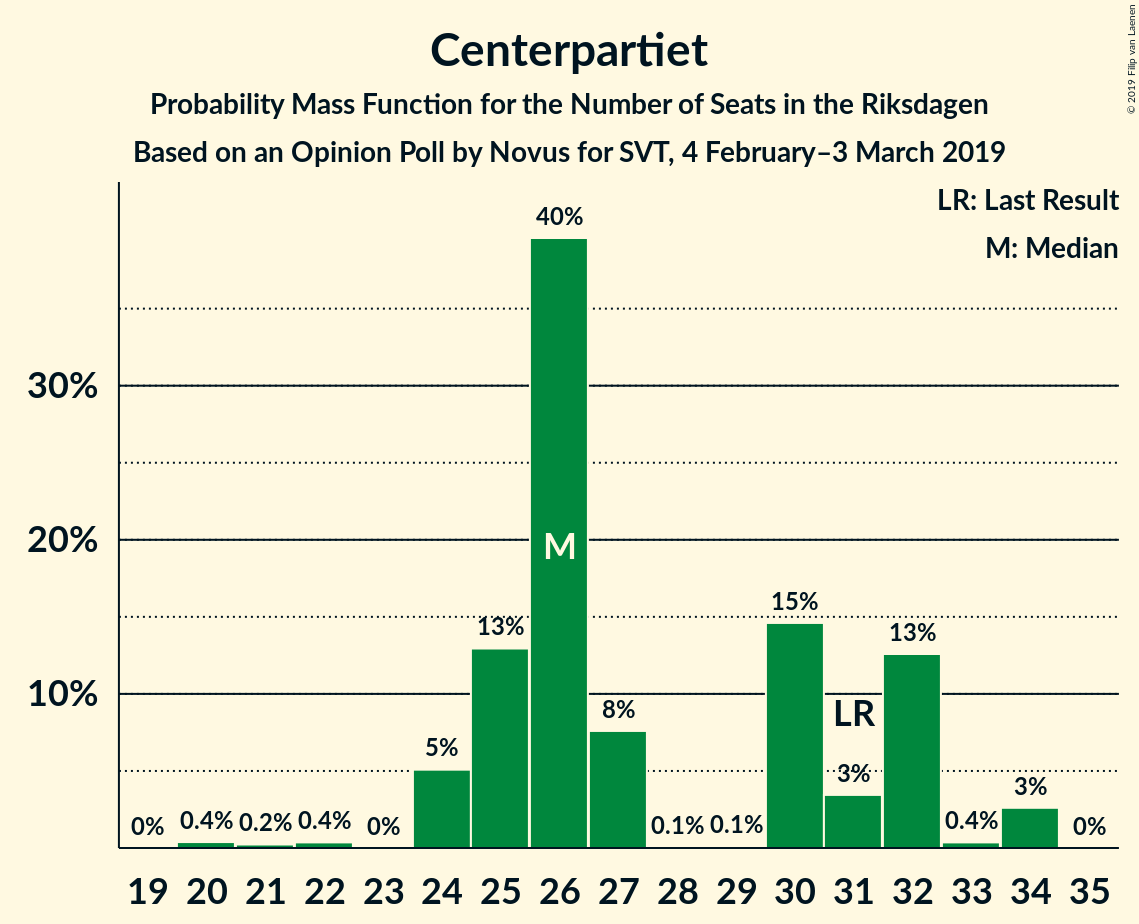 Centerpartiet
Probability Mass Function for the Number of Seats in the Riksdagen
Based on an Opinion Poll by Novus for SVT, 4 February–3 March 2019
© 2019 Filip van Laenen
LR: Last Result
M: Median
30%
20%
10%
0%
0.4%
0.2%
0.4%
0%
5%
13%
40%
M
8%
0.1%
0.1%
15%
LR
3%
13%
0.4%
3%
0%
19 20 21 22 23 24 25 26 27 28 29 30 31 32 33 34 35